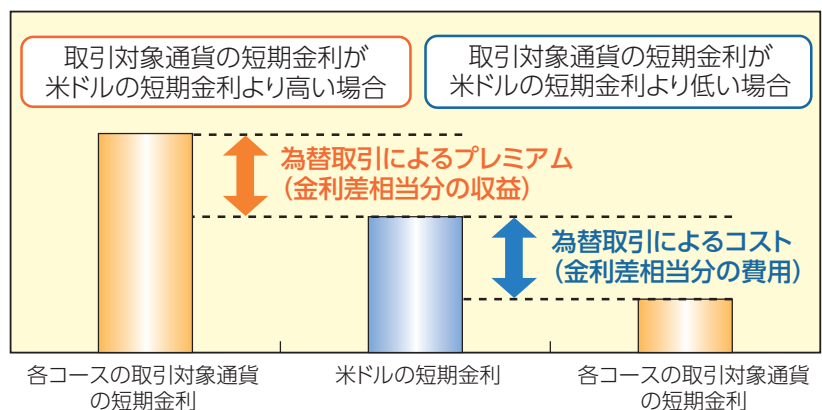 取引対象通貨の短期金利が
米ドルの短期金利より高い場合
取引対象通貨の短期金利が
米ドルの短期金利より低い場合
為替取引によるプレミアム
（金利差相当分の収益）
為替取引によるコスト
（金利差相当分の費用）
各コースの取引対象通貨
の短期金利
米ドルの短期金利
各コースの取引対象通貨
の短期金利